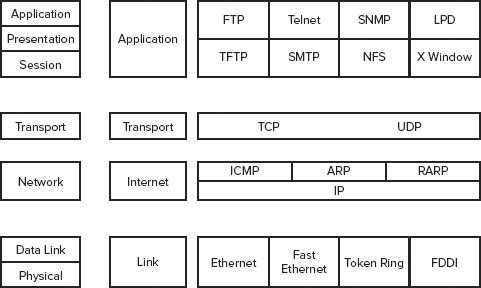 Application
Presentation
Session
Application
FTP Telnet SNMP LPD
TFTP SMTP NFS X Window
Transport Transport TCP UDP
Network Internet
ICMP ARP RARP
IP
Data Link
Physical
Link
Ethernet Fast Ethernet Token Ring FDDI